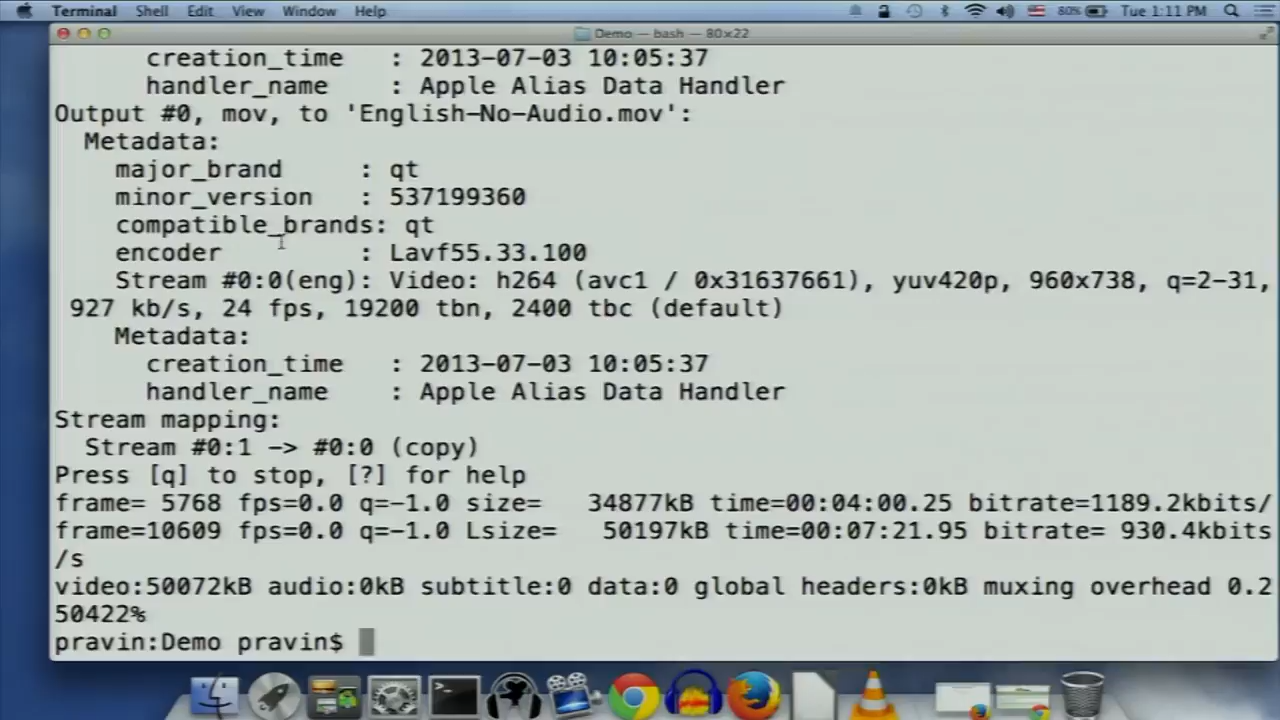 Terminal Shell Edit View Window Help 80% Tue 1:11 PM
Demo — bash — 80×22
creation_time : 2013-07-03 10:05:37
handler_name : Apple Alias Data Handler
Output #0, mov, to 'English-No-Audio.mov':
Metadata:
major_brand : qt
minor_version : 537199360
compatible_brands: qt
encoder : Lavf55.33.100
Stream #0:0(eng): Video: h264 (avc1 / 0x31637661), yuv420p, 960x738, q=2-31,
927 kb/s, 24 fps, 19200 tbn, 2400 tbc (default)
Metadata:
creation_time : 2013-07-03 10:05:37
handler_name : Apple Alias Data Handler
Stream mapping:
Stream #0:1 -> #0:0 (copy)
Press [q] to stop, [?] for help
frame= 5768 fps=0.0 q=-1.0 size= 34877kB time=00:04:00.25 bitrate=1189.2kbits/
frame=10609 fps=0.0 q=-1.0 Lsize= 50197kB time=00:07:21.95 bitrate= 930.4kbits
/s
video:50072kB audio:0kB subtitle:0 data:0 global headers:0kB muxing overhead 0.2
50422%
pravin:Demo pravin$